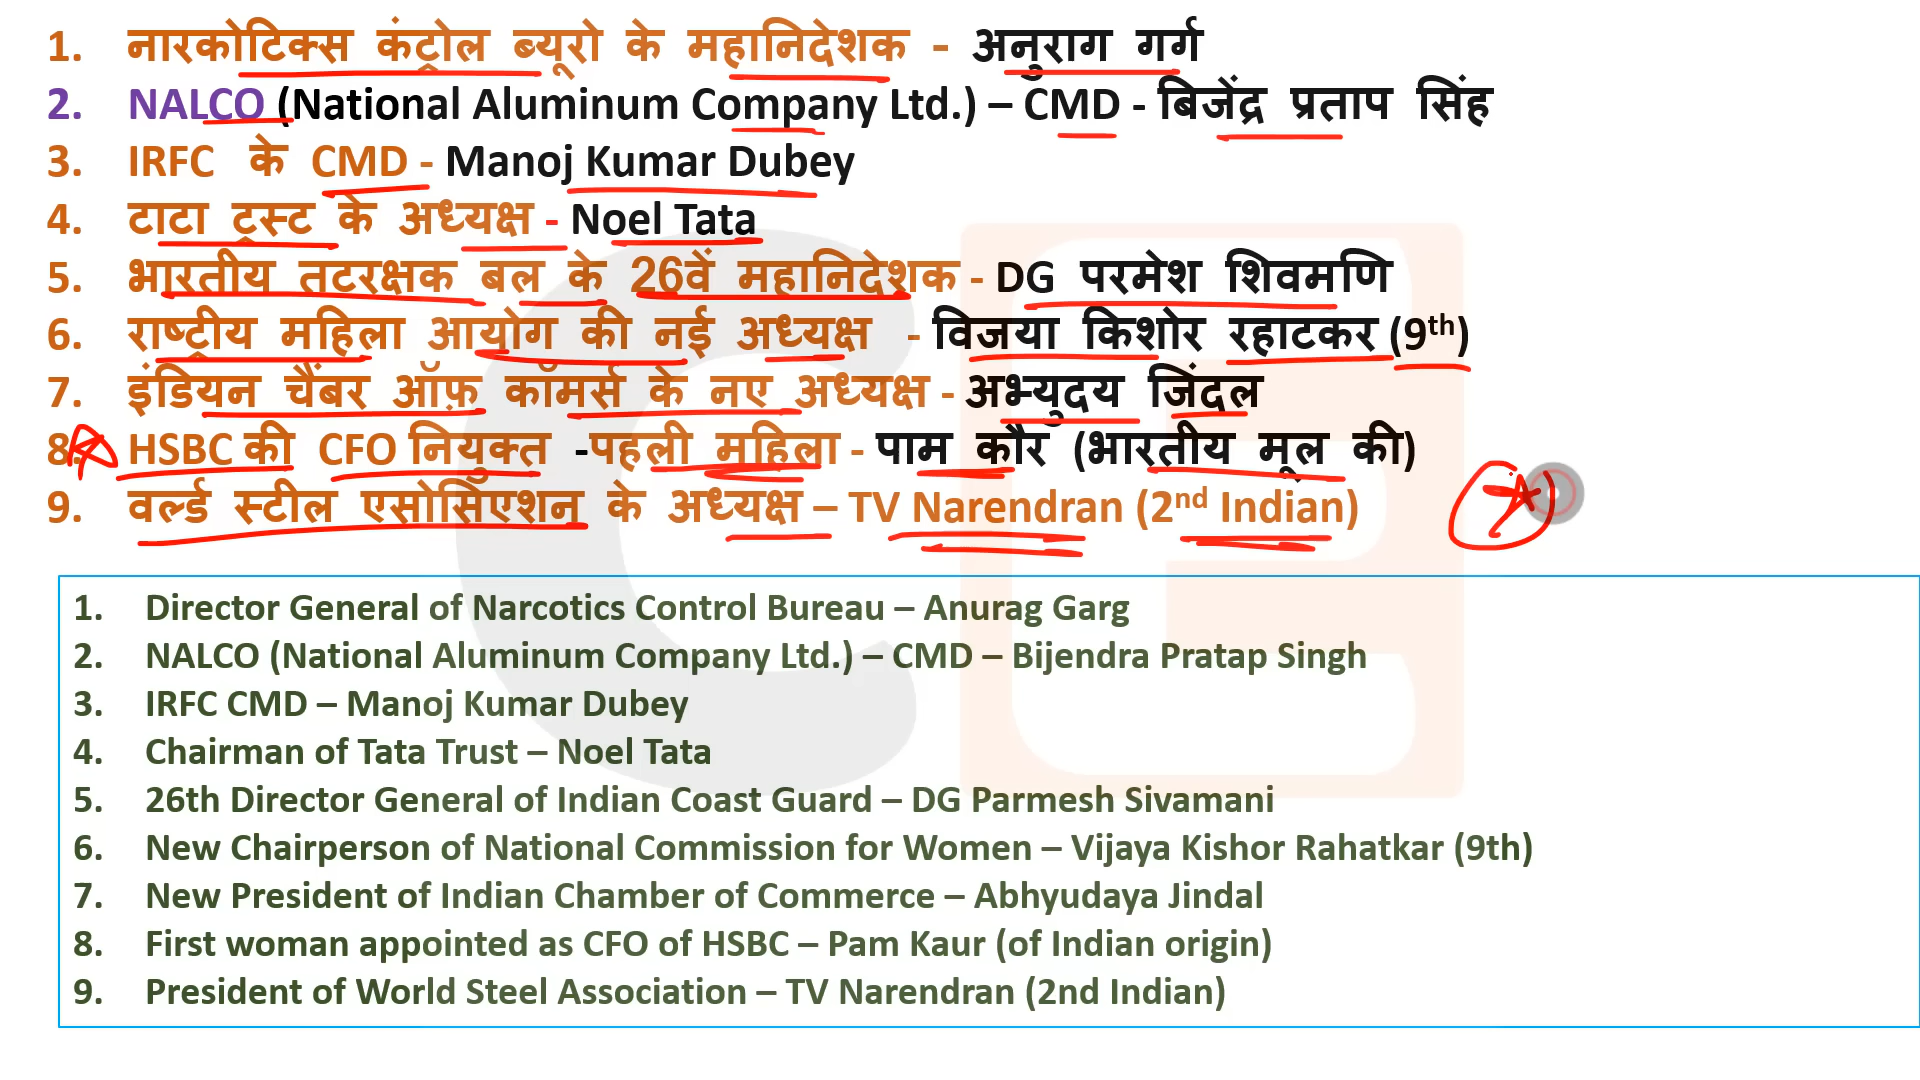 1. नारकोटिक्स कंट्रोल ब्यूरो के महानिदेशक - अनुराग गर्ग
2. NALCO (National Aluminum Company Ltd.) – CMD - बिजेंद्र प्रताप सिंह
3. IRFC के CMD - Manoj Kumar Dubey
4. टाटा ट्रस्ट के अध्यक्ष - Noel Tata
5. भारतीय तटरक्षक बल के 26वें महानिदेशक - DG परमेश शिवमणि
6. राष्ट्रीय महिला आयोग की नई अध्यक्ष - विजया किशोर रहाटकर (9th)
7. इंडियन चैंबर ऑफ़ कॉमर्स के नए अध्यक्ष - अभ्युदय जिंदल
8. HSBC की CFO नियुक्त -पहली महिला - पाम कौर (भारतीय मूल की)
9. वर्ल्ड स्टील एसोसिएशन के अध्यक्ष – TV Narendran (2nd Indian)
1. Director General of Narcotics Control Bureau – Anurag Garg
2. NALCO (National Aluminum Company Ltd.) – CMD – Bijendra Pratap Singh
3. IRFC CMD – Manoj Kumar Dubey
4. Chairman of Tata Trust – Noel Tata
5. 26th Director General of Indian Coast Guard – DG Parmesh Sivamani
6. New Chairperson of National Commission for Women – Vijaya Kishor Rahatkar (9th)
7. New President of Indian Chamber of Commerce – Abhyudaya Jindal
8. First woman appointed as CFO of HSBC – Pam Kaur (of Indian origin)
9. President of World Steel Association – TV Narendran (2nd Indian)